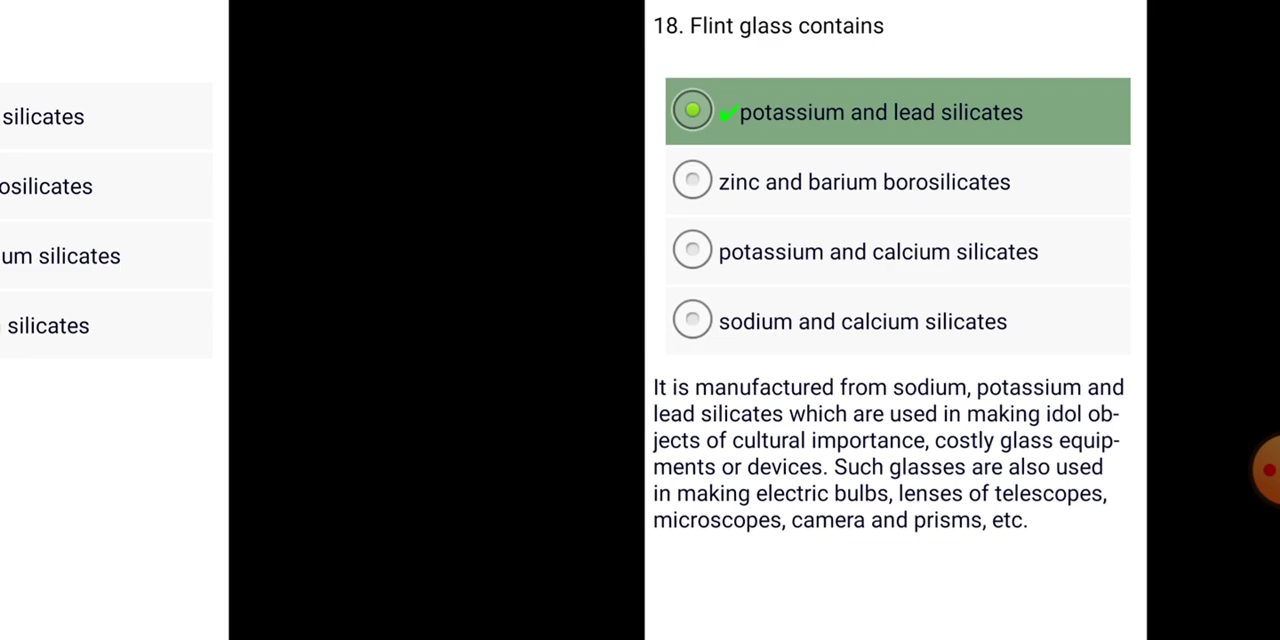 silicates
osilicates
um silicates
silicates
18. Flint glass contains
potassium and lead silicates
zinc and barium borosilicates
potassium and calcium silicates
sodium and calcium silicates
It is manufactured from sodium, potassium and
lead silicates which are used in making idol ob-
jects of cultural importance, costly glass equip-
ments or devices. Such glasses are also used
in making electric bulbs, lenses of telescopes,
microscopes, camera and prisms, etc.